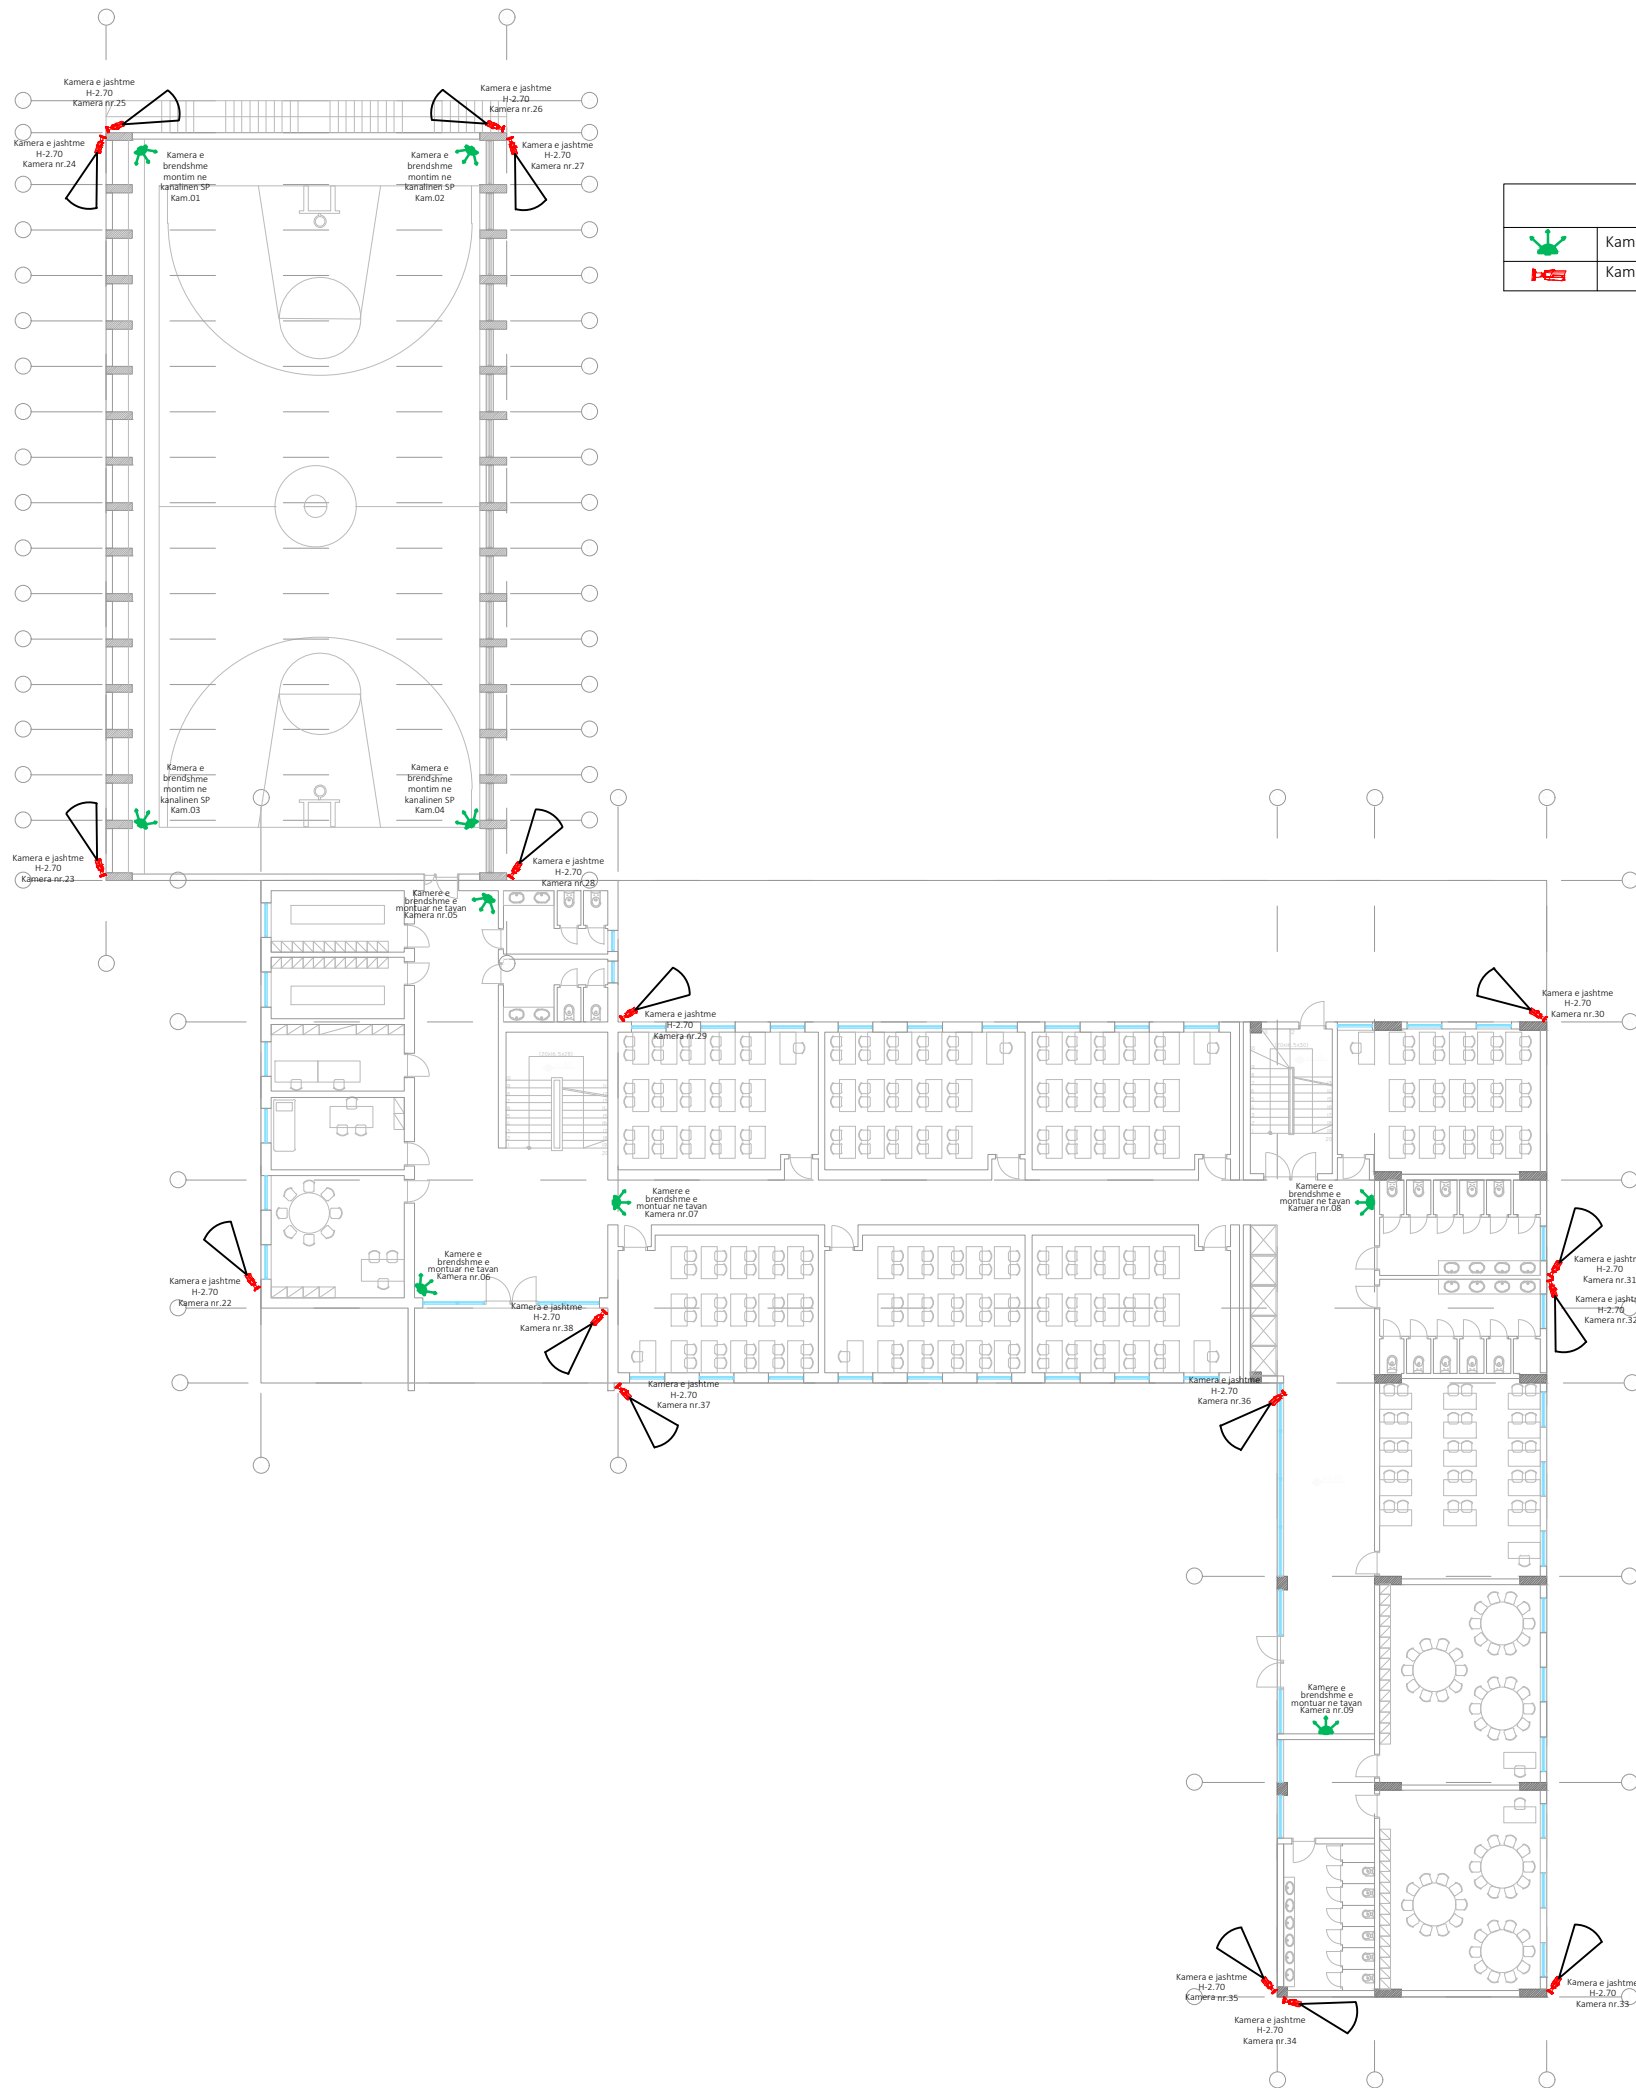 Kamera e jashtme
H-2.70
Kamera nr.25
Kamera e jashtme
H-2.70
Kamera nr.26
Kamera e jashtme
H-2.70
Kamera nr.24
Kamera e
brendshme
montim ne
kanalinen SP
Kam.01
Kamera e
brendshme
montim ne
kanalinen SP
Kam.02
Kamera e jashtme
H-2.70
Kamera nr.27
Kam
Kam
Kamera e
brendshme
montim ne
kanalinen SP
Kam.03
Kamera e
brendshme
montim ne
kanalinen SP
Kam.04
Kamera e jashtme
H-2.70
Kamera nr.23
Kamera e jashtme
H-2.70
Kamera nr.28
Kamere e
brendshme e
montuar ne tavan
Kamera nr.05
Kamera e jashtme
H-2.70
Kamera nr.29
Kamera e jashtme
H-2.70
Kamera nr.30
Kamere e
brendshme e
montuar ne tavan
Kamera nr.07
Kamere e
brendshme e
montuar ne tavan
Kamera nr.08
Kamere e
brendshme e
montuar ne tavan
Kamera nr.06
Kamera e jashtme
H-2.70
Kamera nr.22
Kamera e jashtme
H-2.70
Kamera nr.38
Kamera e jashtr
H-2.70
Kamera nr.31
Kamera e jashtr
H-2.70
Kamera nr.32
Kamera e jashtme
H-2.70
Kamera nr.37
Kamera e jashtme
H-2.70
Kamera nr.36
Kamere e
brendshme e
montuar ne tavan
Kamera nr.09
Kamera e jashtme
H-2.70
Kamera nr.35
Kamera e jashtme
H-2.70
Kamera nr.33
Kamera e jashtme
H-2.70
Kamera nr.34